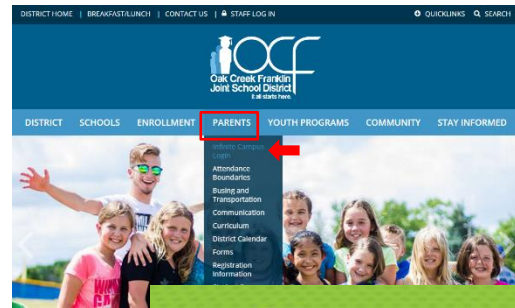 DISTRICT HOME | BREAKFAST/LUNCH | CONTACT US | STAFF LOG IN QUICKLINKS SEARCH
OCF
Oak Creek Franklin
Joint School District
it all starts here.
DISTRICT SCHOOLS ENROLLMENT PARENTS YOUTH PROGRAMS COMMUNITY STAY INFORMED
Infinite Campus
Login
Attendance
Boundaries
Busing and
Transportation
Communication
Curriculum
District Calendar
Forms
Registration
Information